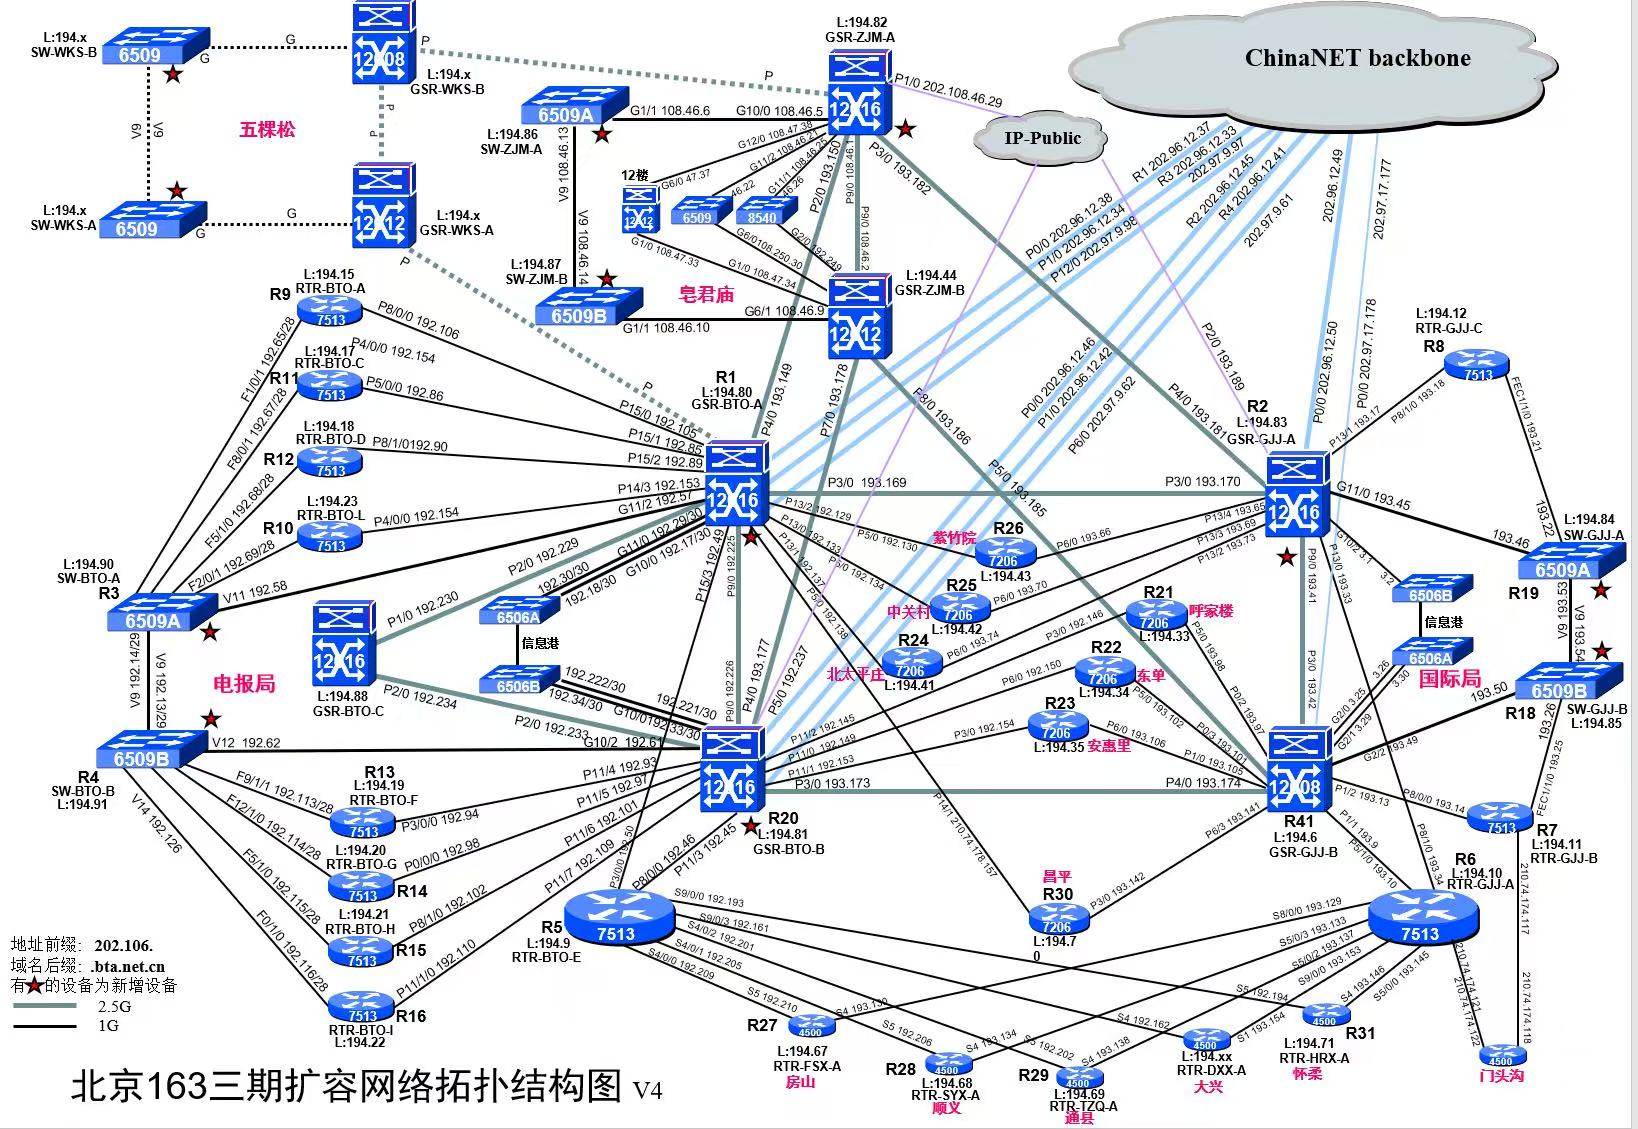 L:194.x
SW-WKS-B
6509
G
G
12008
P
L:194.x
GSR-WKS-B
V9
V9
五棵松
P
P
L:194.x
SW-WKS-A
6509
G
G
12012
L:194.x
GSR-WKS-A
P
P
P
L:194.82
GSR-ZJM-A
12016
P1/0 202.108.46.29
IP-Public
ChinaNET backbone
6509A
L:194.86
SW-ZJM-A
G1/1 108.46.6
G10/0 108.46.5
G12/0 108.47.38
G6/0 47.37
12楼
12012
6509
8540
V9 108.46.13
V9 108.46.14
G1/0 108.47.33
G1/0 108.47.34
G6/0108.250.30
G2/0 192.249
P2/0 193.150
P9/0 108.46.2
P3/0 193.182
L:194.87
SW-ZJM-B
6509B
皂君庙
G6/1 108.46.9
G1/1 108.46.10
L:194.44
GSR-ZJM-B
12012
P7/0 193.178
P8/0 193.186
P4/0 193.149
R1 202.96.12.37
R3 202.96.12.33
202.97.9.97
R2 202.96.12.45
R4 202.96.12.41
202.97.9.61
P0/0 202.96.12.38
P1/0 202.96.12.34
P12/0 202.97.9.98
P0/0 202.96.12.46
P1/0 202.96.12.42
P6/0 202.97.9.62
202.96.12.49
202.97.17.177
P0/0 202.96.12.50
P0/0 202.97.17.178
P2/0 193.189
P4/0 193.181
P5/0 193.185
L:194.12
RTR-GJJ-C
R8
7513
P13/1 193.17
P8/1/0 193.18
FEC1/1/0 193.21
193.22
L:194.15
RTR-BTO-A
R9
7513
P8/0/0 192.106
P4/0/0 192.154
L:194.17
RTR-BTO-C
R11
7513
P5/0/0 192.86
L:194.18
RTR-BTO-D
R12
7513
P8/1/0192.90
L:194.23
RTR-BTO-L
R10
7513
P4/0/0 192.154
F1/0/1 192.65/28
F8/0/1 192.67/28
F5/1/0 192.68/28
F2/0/1 192.69/28
P15/0 192.105
P15/1 192.85
P15/2 192.89
P14/3 192.153
G11/2 192.57
R1
L:194.80
GSR-BTO-A
12016
P3/0 193.169
P3/0 193.170
R2
L:194.83
GSR-GJJ-A
12016
G11/0 193.45
193.46
L:194.84
SW-GJJ-A
6509A
R19
L:194.90
SW-BTO-A
R3
6509A
V11 192.58
P2/0 192.229
P1/0 192.230
G11/0 192.29/30
G10/0 192.17/30
192.30/30
192.18/30
6506A
信息港
6506B
12016
L:194.88
GSR-BTO-C
P2/0 192.234
P2/0 192.233
电报局
V9 192.14/29
V9 192.13/29
192.222/30
192.34/30
192.221/30
G10/0192.33/30
P15/3 192.49
P9/0 192.225
P9/0 192.226
P4/0 193.177
P5/0 192.237
P13/2 192.129
P5/0 192.130
P13/0 192.133
P5/0 192.134
P13/1 192.137
P5/0 192.138
紫竹院
R26
7206
L:194.43
P6/0 193.66
P13/4 193.65
中关村
R25
7206
L:194.42
P6/0 193.70
P13/3 193.69
北太平庄
R24
7206
L:194.41
P6/0 193.74
P13/2 193.73
R21
7206
L:194.33
呼家楼
P3/0 192.146
P5/0 193.98
R22
7206
L:194.34
东单
P6/0 192.150
P5/0 193.102
R23
7206
L:194.35
安惠里
P3/0 192.154
P6/0 193.106
P0/2 193.97
P0/3 193.101
P1/0 193.105
P9/0 193.41
P3/0 193.42
P13/0 193.33
G10/2 3.1
3.2
6506B
信息港
6506A
国际局
G2/0 3.25
3.26
G2/1 3.29
3.30
V9 193.53
V9 193.54
6509B
R18
SW-GJJ-B
L:194.85
193.50
G2/2 193.49
193.26
FEC1/1/0 193.25
6509B
R4
SW-BTO-B
L:194.91
V12 192.62
G10/2 192.61
V14 192.126
F9/1/1 192.113/28
F12/1/0 192.114/28
F5/1/0 192.115/28
F0/1/0 192.116/28
R13
L:194.19
RTR-BTO-F
7513
P3/0/0 192.94
L:194.20
RTR-BTO-G
7513
R14
P0/0/0 192.98
L:194.21
RTR-BTO-H
7513
R15
P8/1/0 192.102
7513
R16
RTR-BTO-I
L:194.22
P11/1/0 192.110
P11/4 192.93
P11/5 192.97
P11/6 192.101
P11/7 192.109
12016
R20
L:194.81
GSR-BTO-B
P11/2 192.145
P11/0 192.149
P11/1 192.153
P3/0 193.173
P4/0 193.174
12008
R41
L:194.6
GSR-GJJ-B
P1/2 193.13
P8/0/0 193.14
7513
R7
L:194.11
RTR-GJJ-B
P1/1 193.9
P5/1/0 193.10
P8/1/0 193.34
R6
L:194.10
RTR-GJJ-A
7513
P3/0/0 192.50
P8/0/0 192.46
P11/3 192.45
R5
L:194.9
RTR-BTO-E
7513
P14/1 210.74.178.157
P6/3 193.141
P3/0 193.142
昌平
R30
7206
L:194.7
0
S9/0/0 192.193
S9/0/3 192.161
S4/0/2 192.201
S4/0/1 192.205
S4/0/0 192.209
S8/0/0 193.129
S5/0/3 193.133
S5/0/2 193.137
S9/0/0 193.153
S5/0/0 193.145
S4 193.146
S5 192.210
S4 193.130
S5 192.206
S4 193.134
S5 192.202
S4 193.138
S4 192.162
S1 193.154
S5 192.194
R27
4500
L:194.67
RTR-FSX-A
房山
R28
4500
L:194.68
RTR-SYX-A
顺义
R29
4500
L:194.69
RTR-TZQ-A
通县
4500
L:194.xx
RTR-DXX-A
大兴
4500
R31
L:194.71
RTR-HRX-A
怀柔
4500
门头沟
210.74.174.121
210.74.174.122
210.74.174.117
210.74.174.118
地址前缀: 202.106.
域名后缀: .bta.net.cn
有★的设备为新增设备
2.5G
1G
北京163三期扩容网络拓扑结构图 V4